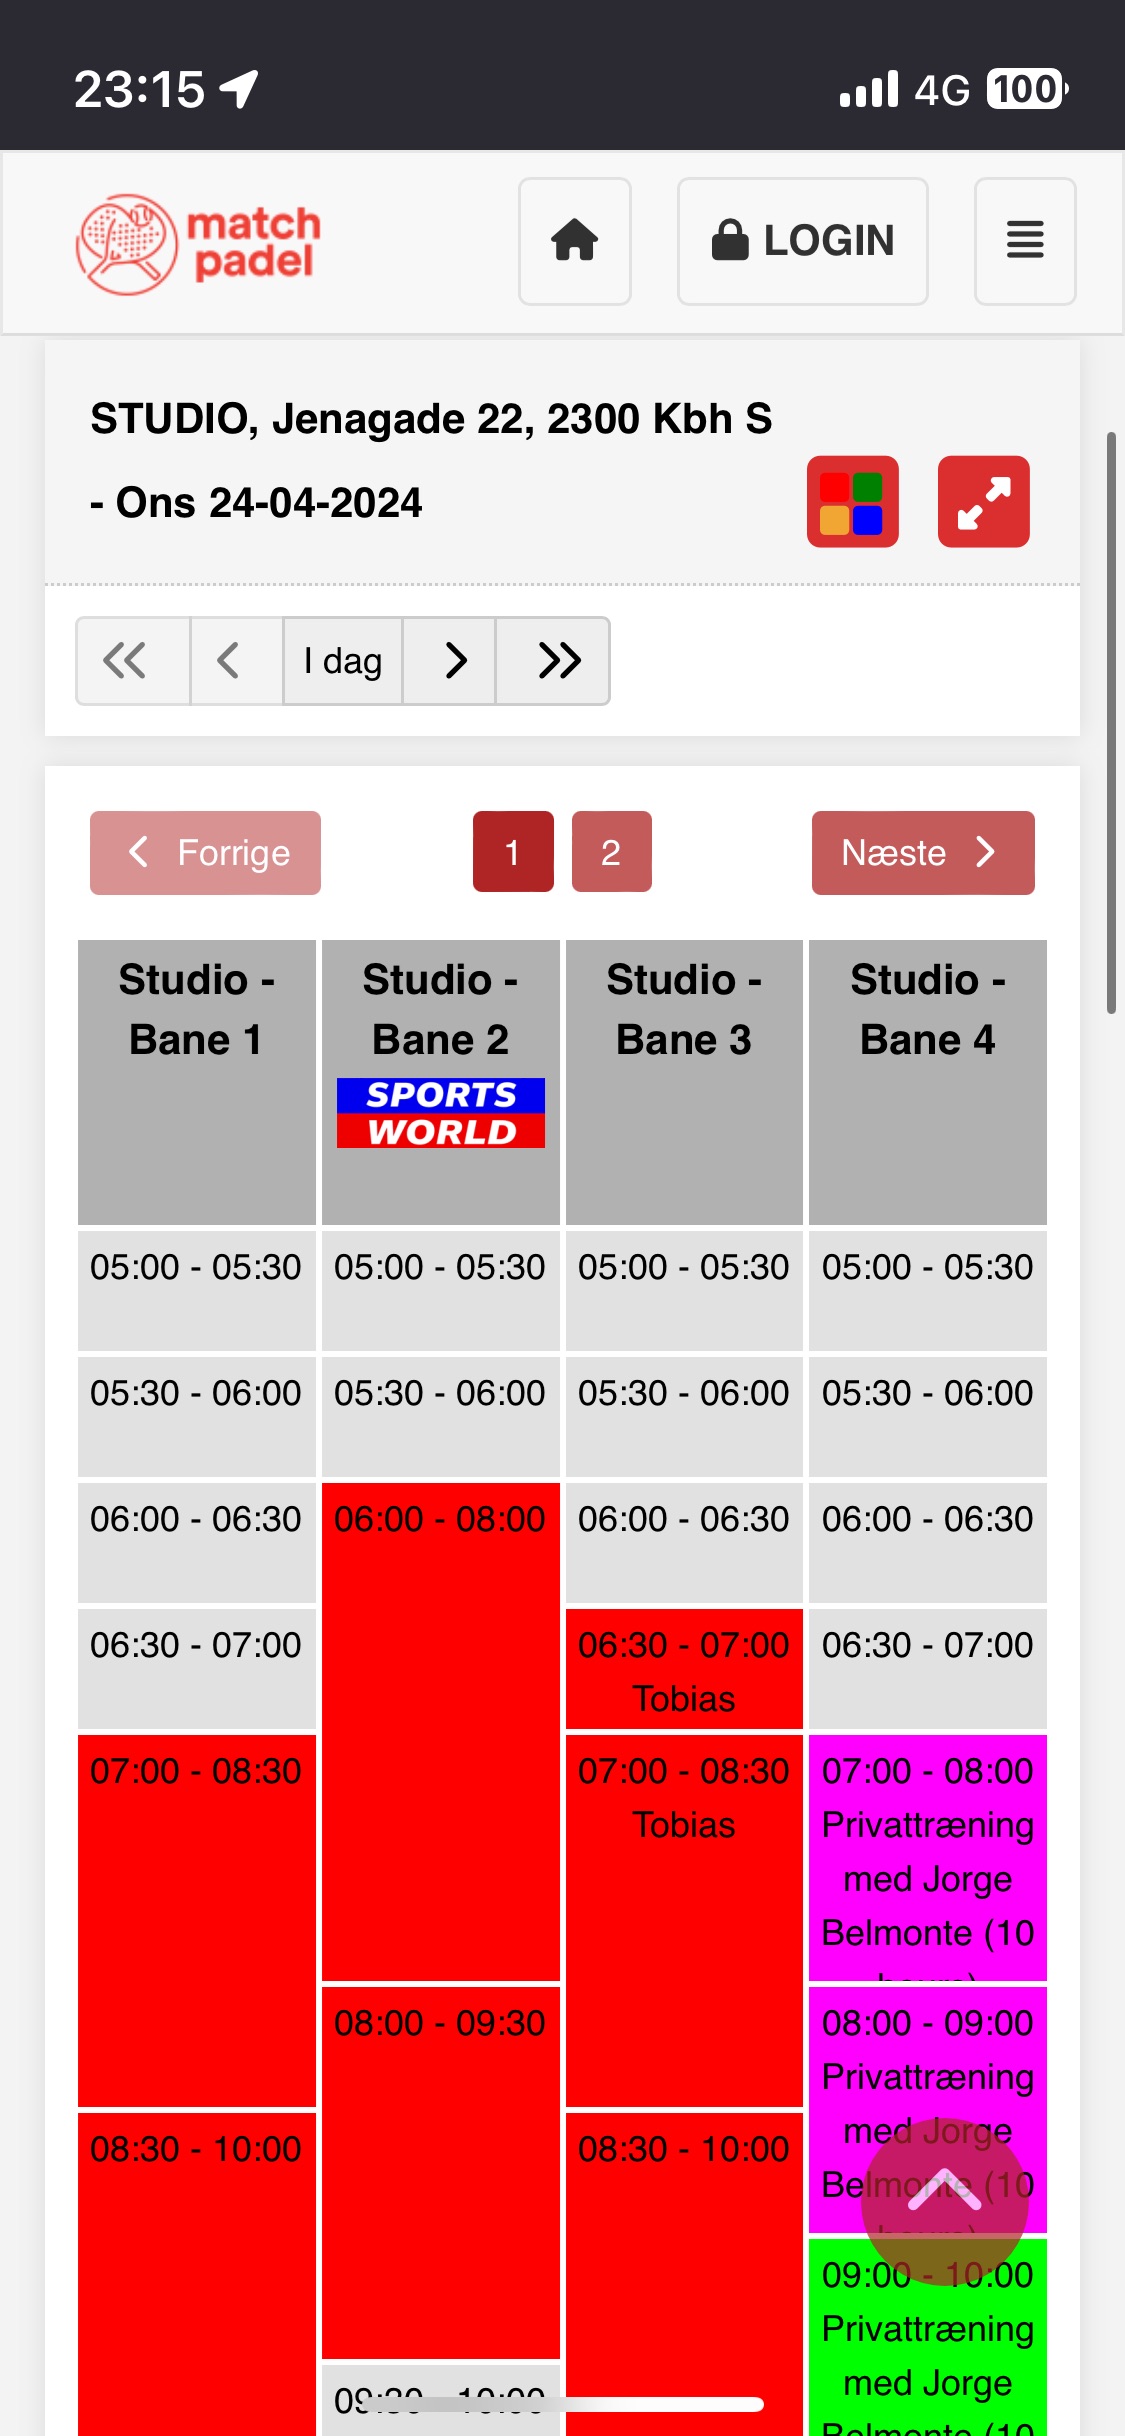 23:15
4G 100
match
padel
LOGIN
STUDIO, Jenagade 22, 2300 Kbh S
- Ons 24-04-2024
I dag
Forrige
1
2
Næste
Studio -
Bane 1
Studio -
Bane 2
SPORTS
WORLD
Studio -
Bane 3
Studio -
Bane 4
05:00 - 05:30
05:00 - 05:30
05:00 - 05:30
05:00 - 05:30
05:30 - 06:00
05:30 - 06:00
05:30 - 06:00
05:30 - 06:00
06:00 - 06:30
06:00 - 08:00
06:00 - 06:30
06:00 - 06:30
06:30 - 07:00
06:30 - 07:00
Tobias
06:30 - 07:00
07:00 - 08:30
07:00 - 08:30
Tobias
07:00 - 08:00
Privattræning
med Jorge
Belmonte (10
08:00 - 09:30
08:00 - 09:00
Privattræning
med Jorge
Belmonte (10
08:30 - 10:00
08:30 - 10:00
09:00 - 10:00
Privattræning
med Jorge
Belmonte (10
09:30 - 10:00